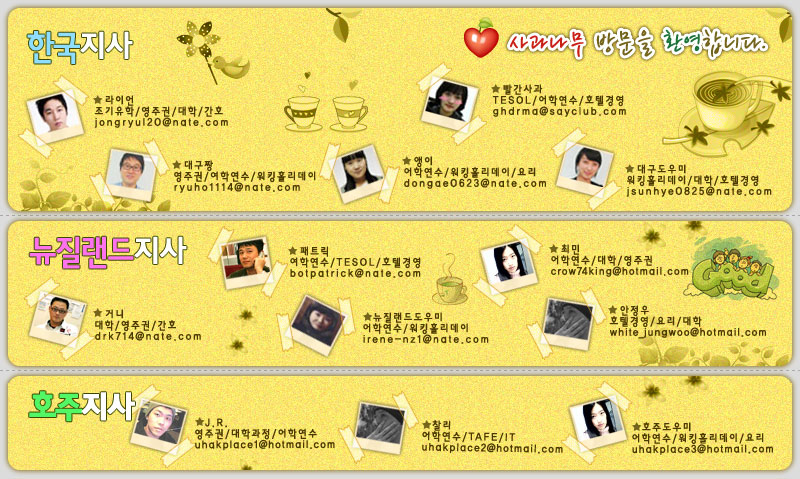 한국지사
사과나무 방문을 환영합니다.
★라이언
조기유학/영주권/대학/간호
jongryul20@nate.com
★빨간사과
TESOL/어학연수/호텔경영
ghdrma@sayclub.com
★대구짱
영주권/어학연수/워킹홀리데이
ryuho1114@nate.com
★앵이
어학연수/워킹홀리데이/요리
dongae0623@nate.com
★대구도우미
워킹홀리데이/대학/호텔경영
jsunhye0825@nate.com
뉴질랜드지사
★패트릭
어학연수/TESOL/호텔경영
botpatrick@nate.com
★최민
어학연수/대학/영주권
crow74king@hotmail.com
Good
★거니
대학/영주권/간호
drk714@nate.com
★뉴질랜드도우미
어학연수/워킹홀리데이
irene-nz1@nate.com
★안정우
호텔경영/요리/대학
white_jungwoo@hotmail.com
호주지사
★J.R.
영주권/대학과정/어학연수
uhakplace1@hotmail.com
★찰리
어학연수/TAFE/IT
uhakplace2@hotmail.com
★호주도우미
어학연수/워킹홀리데이/요리
uhakplace3@hotmail.com